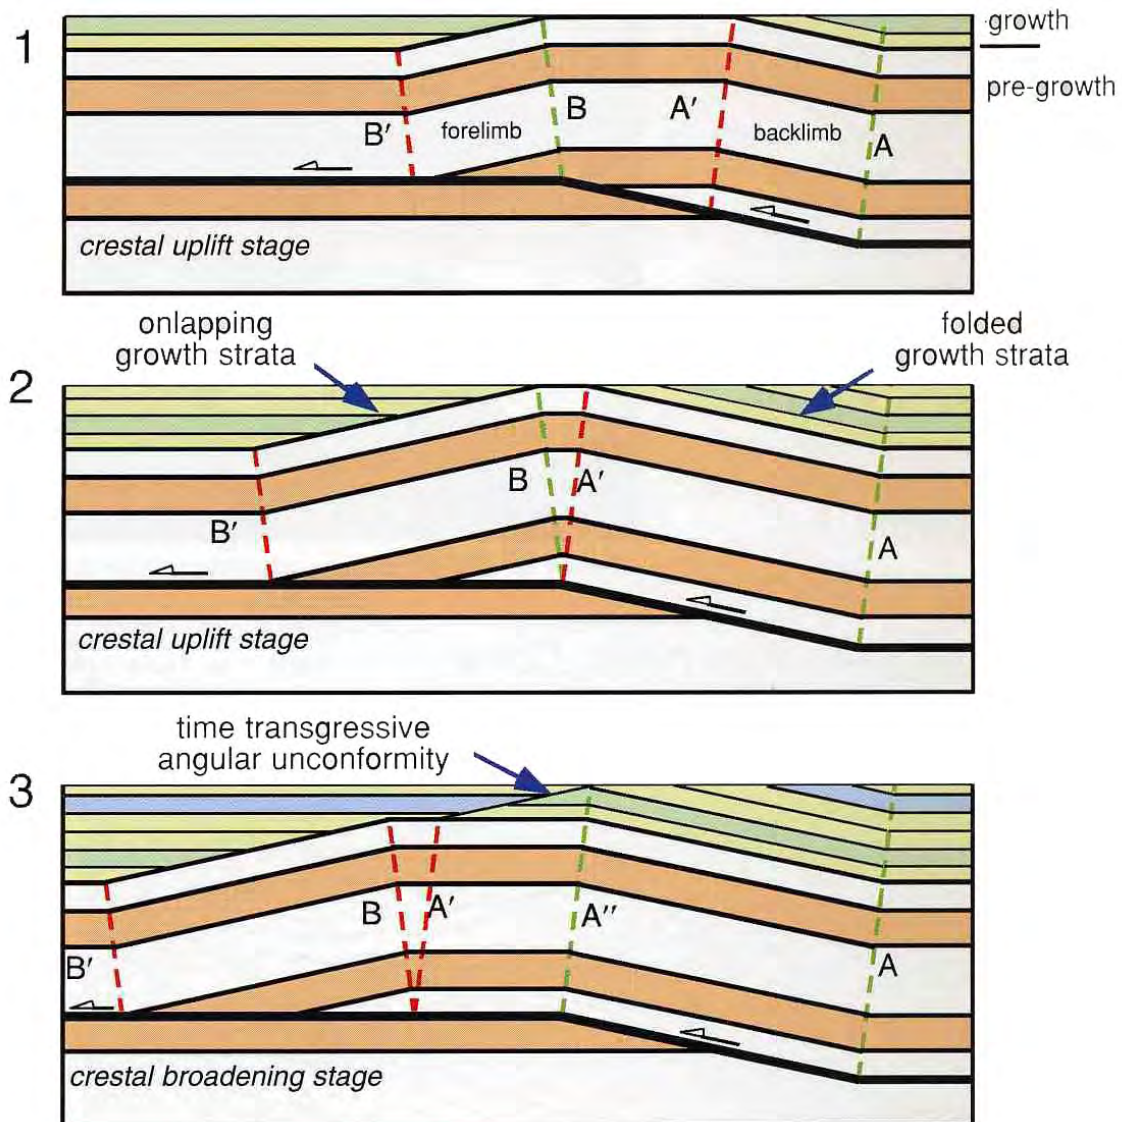 1
growth
pre-growth
B′
forelimb
B
A′
backlimb
A
crestal uplift stage
onlapping
growth strata
folded
growth strata
2
B
A′
B′
A
crestal uplift stage
time transgressive
angular unconformity
3
B
A′
A″
B′
A
crestal broadening stage